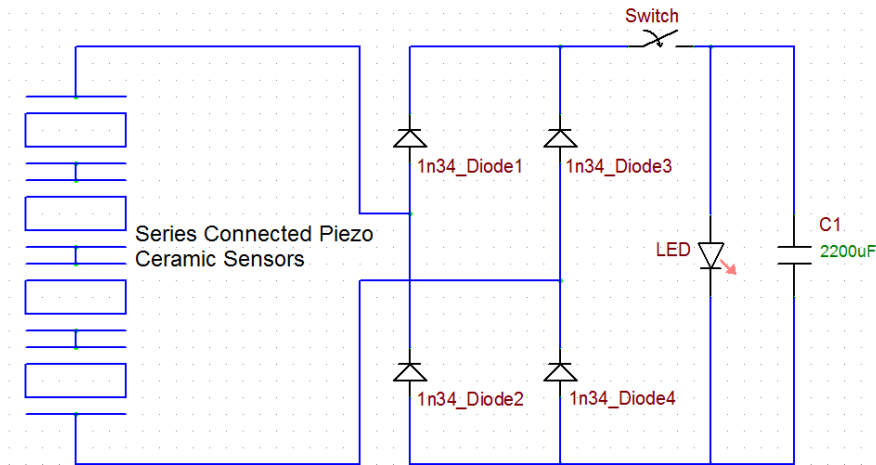 Switch
1n34_Diode1
1n34_Diode3
Series Connected Piezo
Ceramic Sensors
LED
C1
2200uF
1n34_Diode2
1n34_Diode4